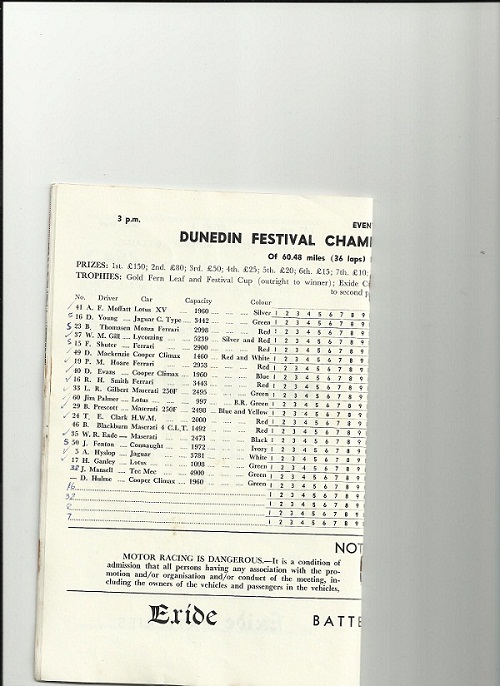 3 p.m.
EVEN
DUNEDIN FESTIVAL CHAM
Of 60.48 miles (36 laps)
PRIZES: 1st. £150; 2nd. £80; 3rd. £50; 4th. £25; 5th. £20; 6th. £15; 7th. £10;
TROPHIES: Gold Fern Leaf and Festival Cup (outright to winner); Exide C
to second p
No. Driver Car Capacity Colour
41 A. F. Moffatt Lotus XV ... 1960 ... ... ... Silver 1 2 3 4 5 6 7 8 9
16 D. Young ... Jaguar C. Type ... 3442 ... ... ... Green 1 2 3 4 5 6 7 8 9
S 23 B. Thomasen Monza Ferrari 2998 ... ... ... Red 1 2 3 4 5 6 7 8 9
37 W. M. Gill ... Lycoming ... 5239 ... Silver and Red 1 2 3 4 5 6 7 8 9
S 15 F. Shuter ... Ferrari ... 2900 ... ... ... Red 1 2 3 4 5 6 7 8 9
49 D. Mackenzie Cooper Climax 1460 ... Red and White 1 2 3 4 5 6 7 8 9
19 P. M. Hoare Ferrari ... 2953 ... ... ... Red 1 2 3 4 5 6 7 8 9
40 D. Evans ... Cooper Climax ... 1960 ... ... ... Blue 1 2 3 4 5 6 7 8 9
16 R. H. Smith Ferrari ... 3443 ... ... ... Red 1 2 3 4 5 6 7 8 9
33 L. R. Gilbert Maserati 250F ... 2495 ... ... ... Green 1 2 3 4 5 6 7 8 9
60 Jim Palmer ... Lotus ... 997 ... ... B.R. Green 1 2 3 4 5 6 7 8 9
29 B. Prescott ... Maserati 250F ... 2498 ... Blue and Yellow 1 2 3 4 5 6 7 8 9
24 T. E. Clark H.W.M. ... 2000 ... ... ... Red 1 2 3 4 5 6 7 8 9
46 B. Blackburn Maserati 4 C.L.T. 1492 ... ... ... Red 1 2 3 4 5 6 7 8 9
35 W. R. Eade — Maserati ... 2473 ... ... ... Black 1 2 3 4 5 6 7 8 9
S 50 J. Fenton ... Connaught ... 1972 ... ... ... Ivory 1 2 3 4 5 6 7 8 9
5 A. Hyslop ... Jaguar ... 3781 ... ... ... White 1 2 3 4 5 6 7 8 9
17 H. Ganley ... Lotus ... 1098 ... ... ... Green 1 2 3 4 5 6 7 8 9
32 J. Mansell ... Tec Mec ... 4900 ... ... ... Green 1 2 3 4 5 6 7 8 9
— D. Hulme ... Cooper Climax ... 1960 ... ... ... Green 1 2 3 4 5 6 7 8 9
16 1 2 3 4 5 6 7 8 9
32 1 2 3 4 5 6 7 8 9
2 1 2 3 4 5 6 7 8 9
7 1 2 3 4 5 6 7 8 9
NOT
MOTOR RACING IS DANGEROUS.—It is a condition of
admission that all persons having any association with the pro-
motion and/or organisation and/or conduct of the meeting, in-
cluding the owners of the vehicles and passengers in the vehicles,
Exide BATTE